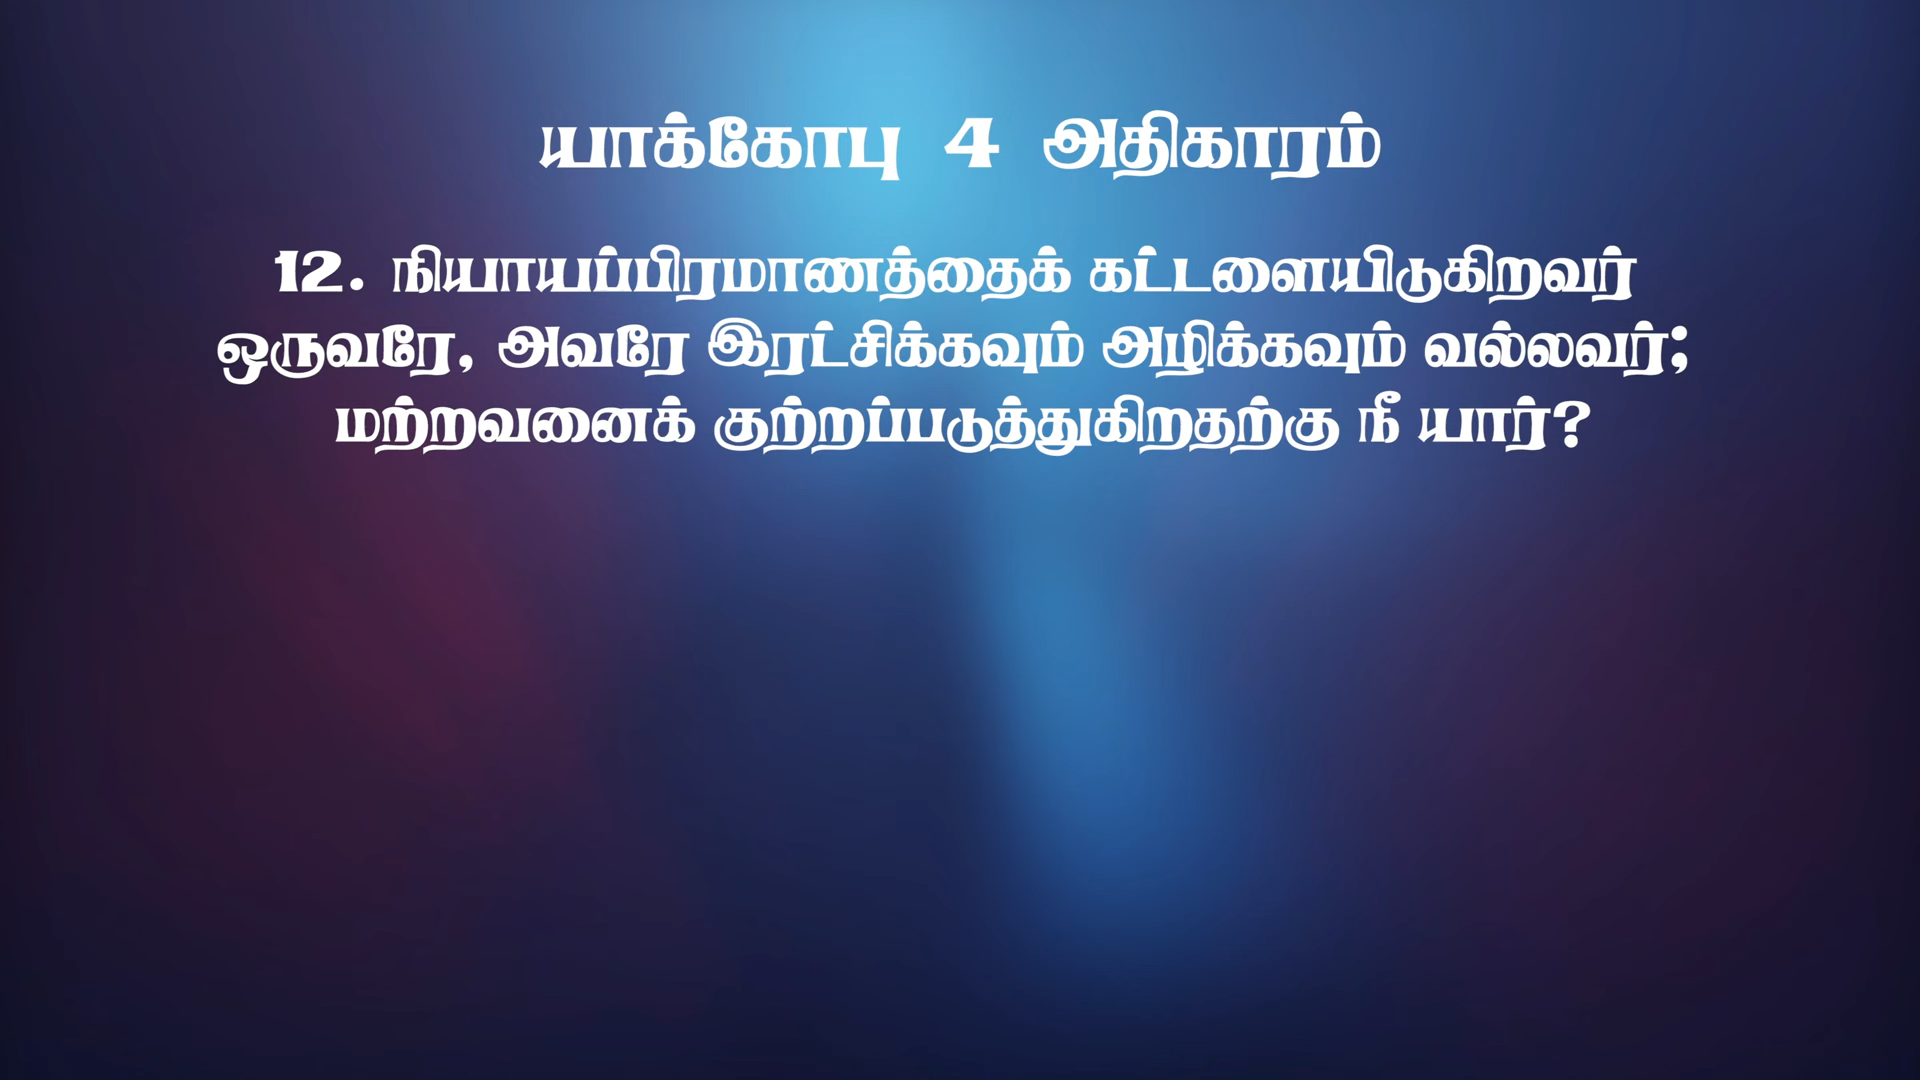 யாக்கோபு 4 அதிகாரம்
12. நியாயப்பிரமாணத்தைக் கட்டளையிடுகிறவர்
ஒருவரே, அவரே இரட்சிக்கவும் அழிக்கவும் வல்லவர்;
மற்றவனைக் குற்றப்படுத்துகிறதற்கு நீ யார்?